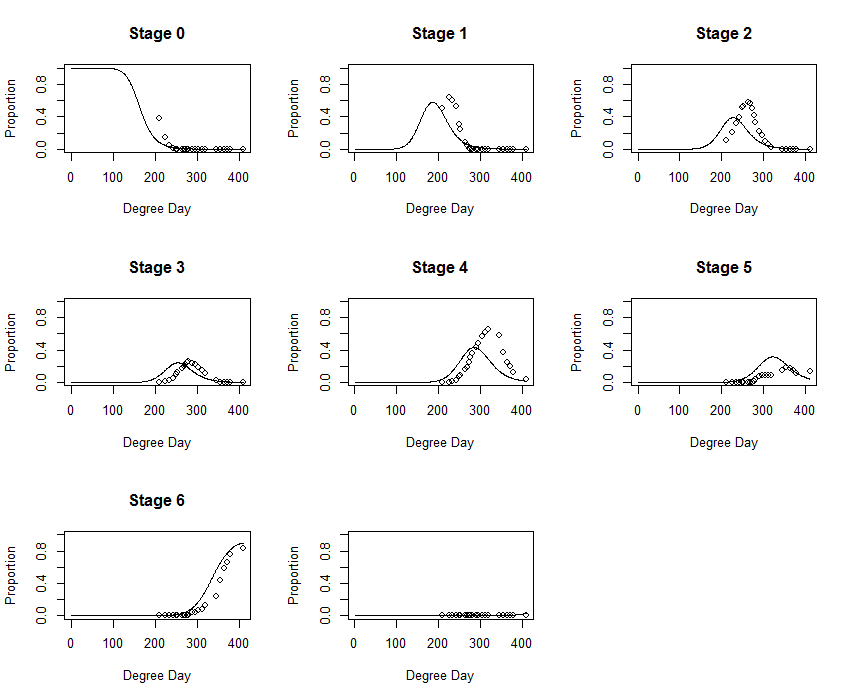 Stage 0 Stage 1 Stage 2
Proportion Proportion Proportion
0.0 0.4 0.8 0.0 0.4 0.8 0.0 0.4 0.8
0 100 200 300 400 0 100 200 300 400 0 100 200 300 400
Degree Day Degree Day Degree Day
Stage 3 Stage 4 Stage 5
Proportion Proportion Proportion
0.0 0.4 0.8 0.0 0.4 0.8 0.0 0.4 0.8
0 100 200 300 400 0 100 200 300 400 0 100 200 300 400
Degree Day Degree Day Degree Day
Stage 6
Proportion Proportion
0.0 0.4 0.8 0.0 0.4 0.8
0 100 200 300 400 0 100 200 300 400
Degree Day Degree Day